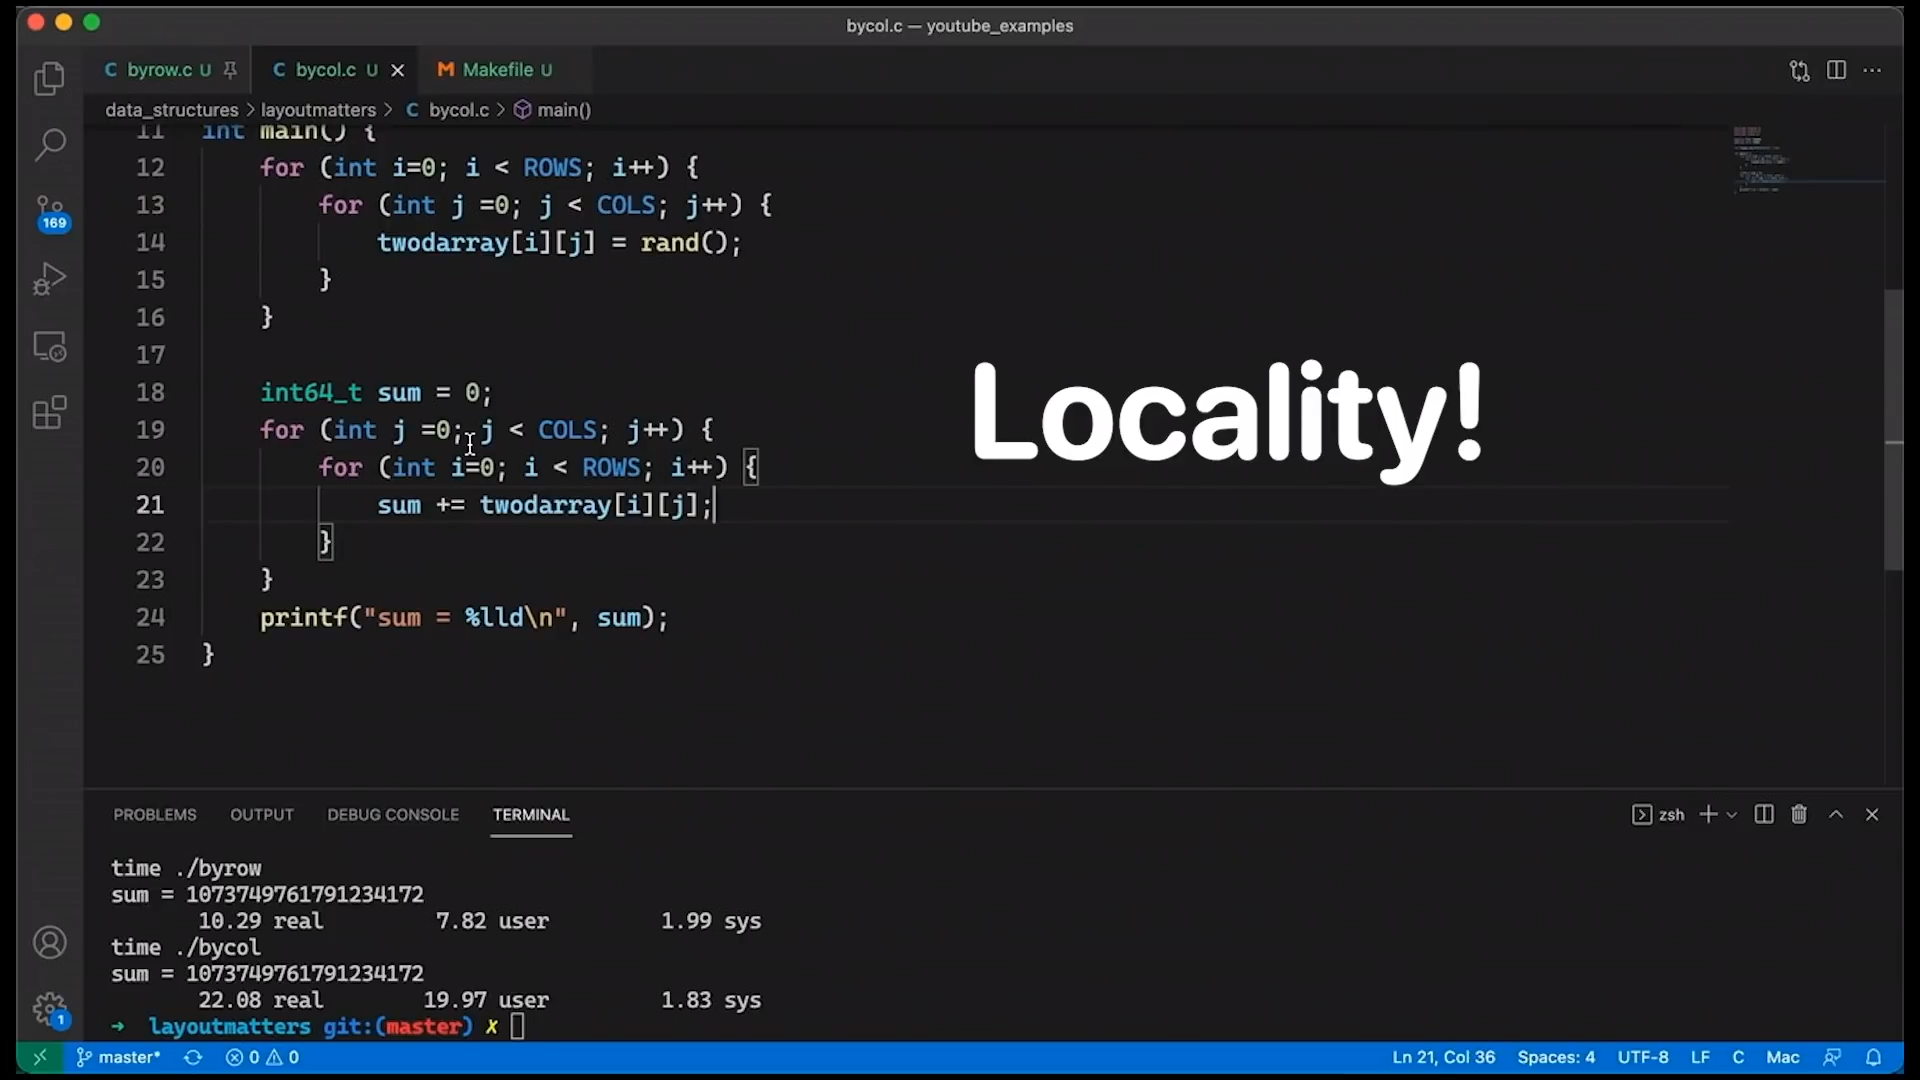 bycol.c — youtube_examples
C byrow.c U C bycol.c U M Makefile U
data_structures > layoutmatters > C bycol.c > main()
11 int main() {
12 for (int i=0; i < ROWS; i++) {
13 for (int j =0; j < COLS; j++) {
14 twodarray[i][j] = rand();
15 }
16 }
17
18 int64_t sum = 0;
19 for (int j =0; j < COLS; j++) {
20 for (int i=0; i < ROWS; i++) {
21 sum += twodarray[i][j];
22 }
23 }
24 printf("sum = %lld\n", sum);
25 }
Locality!
169
1
PROBLEMS OUTPUT DEBUG CONSOLE TERMINAL zsh
time ./byrow
sum = 1073749761791234172
10.29 real 7.82 user 1.99 sys
time ./bycol
sum = 1073749761791234172
22.08 real 19.97 user 1.83 sys
➜ layoutmatters git:(master) ✗
master* 0 0 Ln 21, Col 36 Spaces: 4 UTF-8 LF C Mac